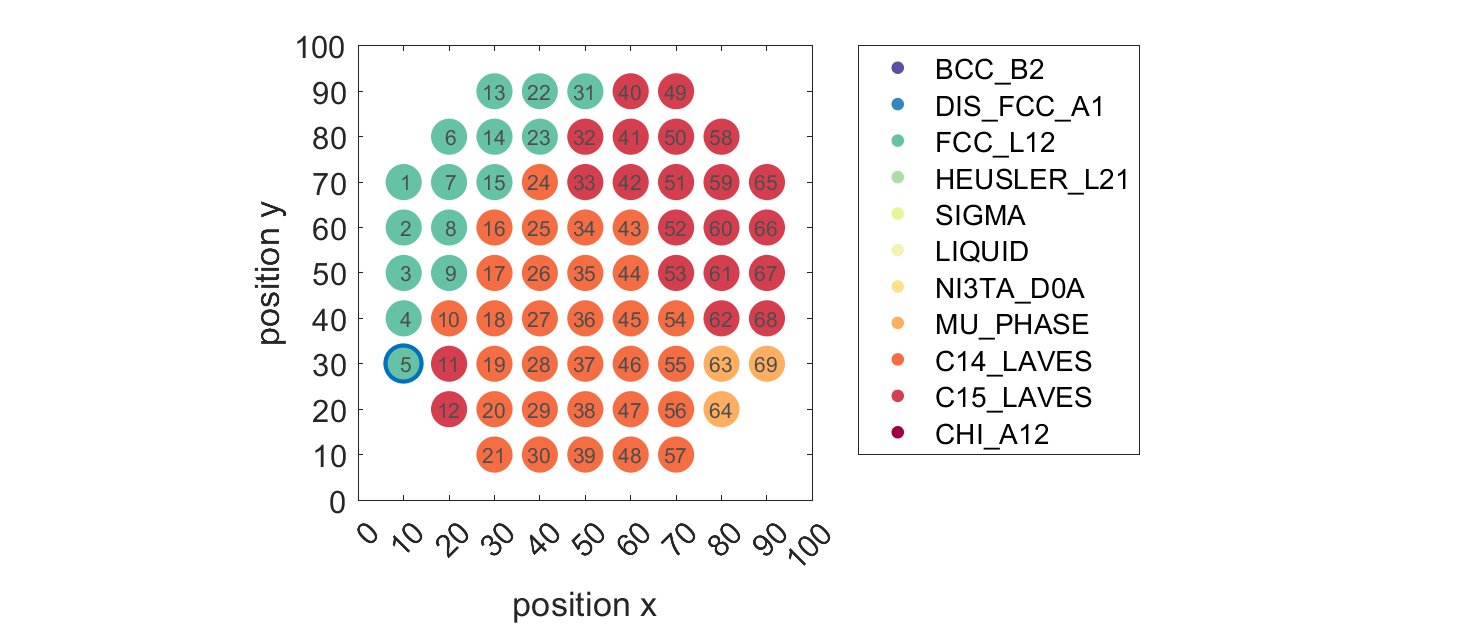 100
90
80
70
60
50
40
30
20
10
0
position y
13 22 31 40 49
6 14 23 32 41 50 58
1 7 15 24 33 42 51 59 65
2 8 16 25 34 43 52 60 66
3 9 17 26 35 44 53 61 67
4 10 18 27 36 45 54 62 68
5 11 19 28 37 46 55 63 69
12 20 29 38 47 56 64
21 30 39 48 57
0 10 20 30 40 50 60 70 80 90 100
position x
BCC_B2
DIS_FCC_A1
FCC_L12
HEUSLER_L21
SIGMA
LIQUID
NI3TA_D0A
MU_PHASE
C14_LAVES
C15_LAVES
CHI_A12